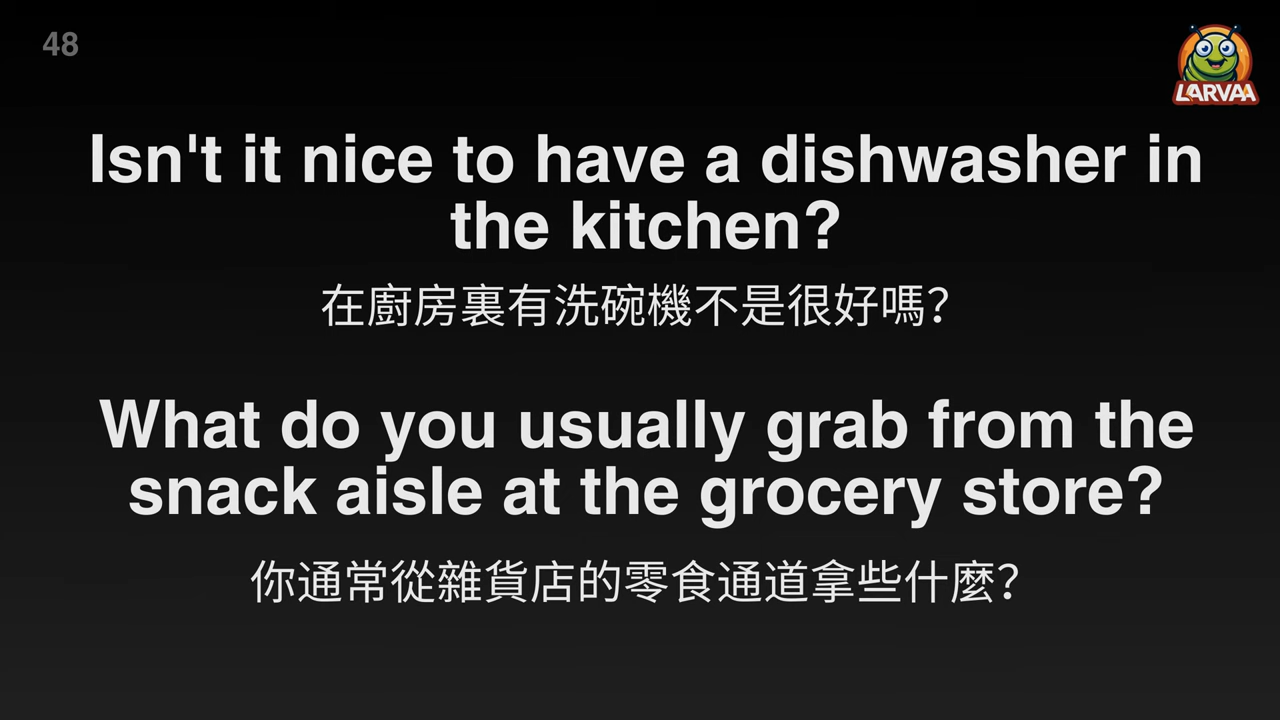 48
LARVAA
Isn't it nice to have a dishwasher in
the kitchen?
在廚房裏有洗碗機不是很好嗎？
What do you usually grab from the
snack aisle at the grocery store?
你通常從雜貨店的零食通道拿些什麼？